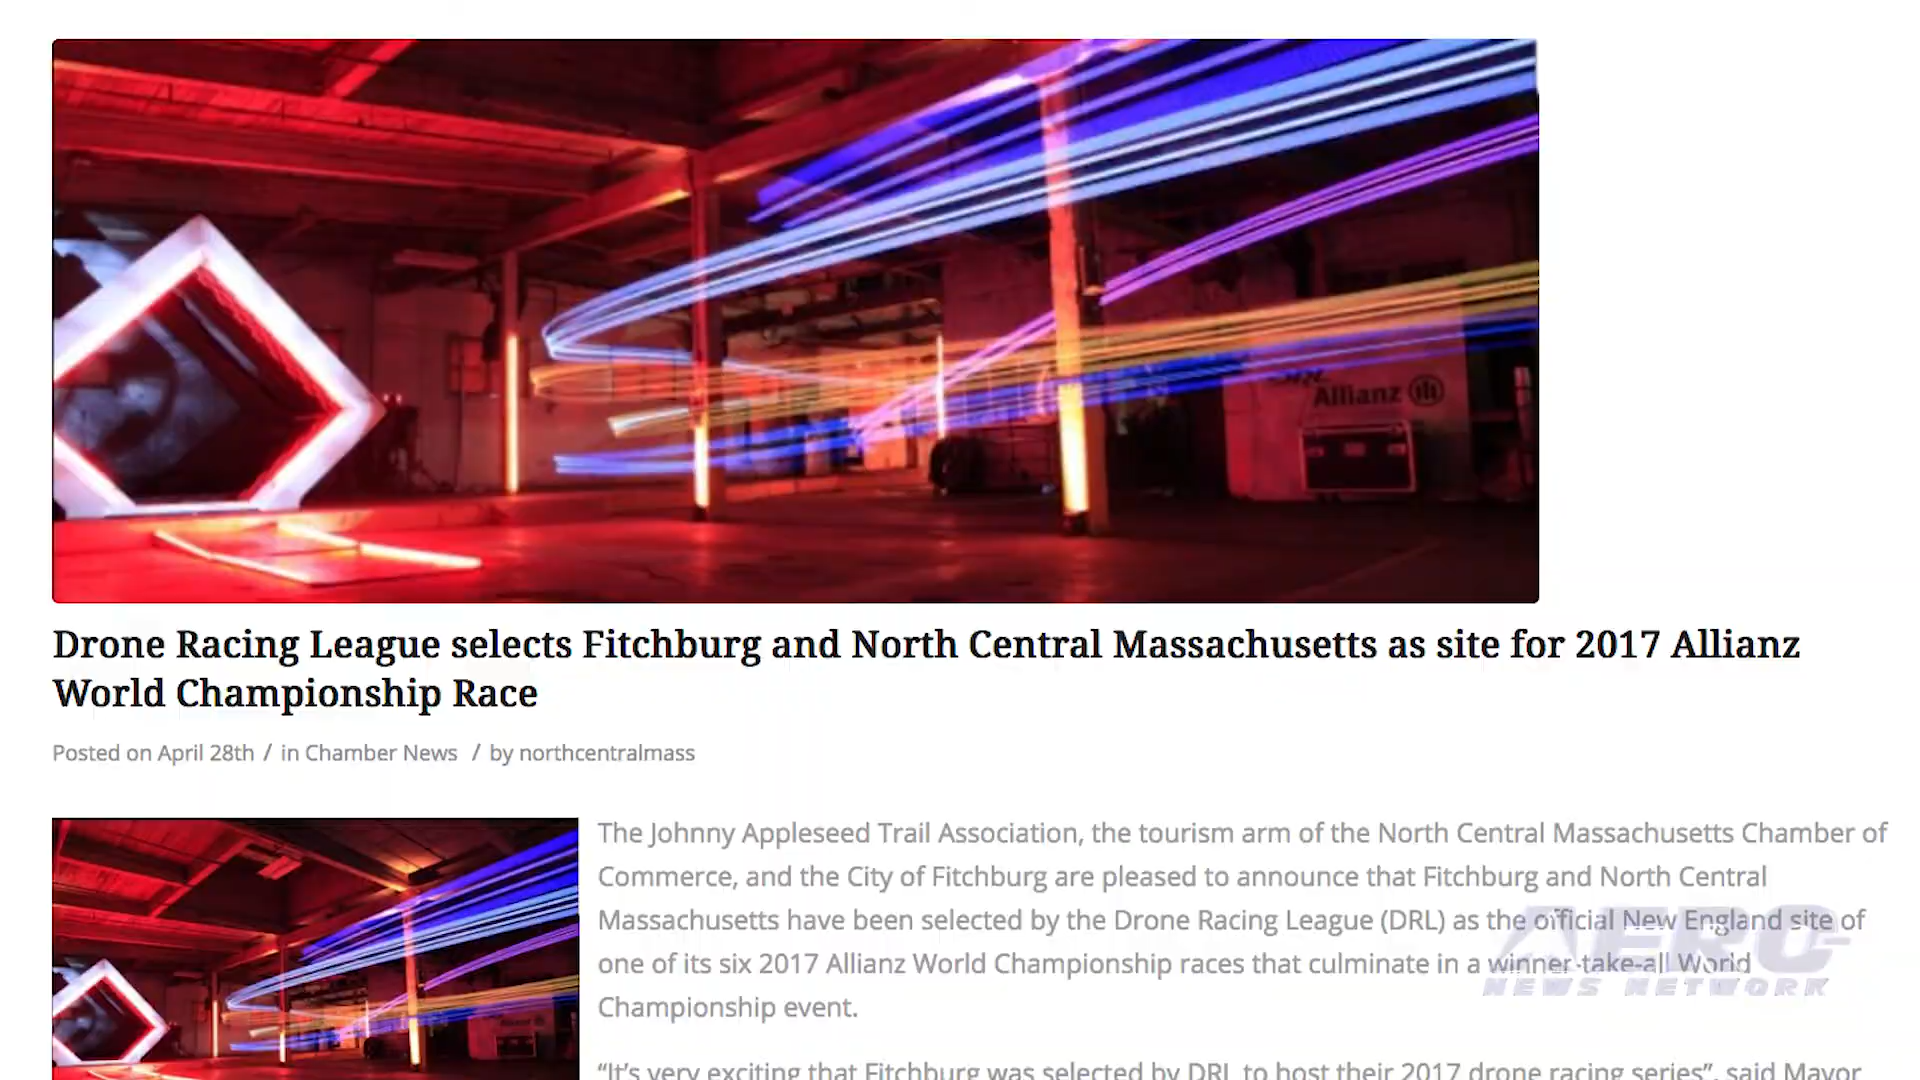 Allianz
Drone Racing League selects Fitchburg and North Central Massachusetts as site for 2017 Allianz
World Championship Race
Posted on April 28th / in Chamber News / by northcentralmass
The Johnny Appleseed Trail Association, the tourism arm of the North Central Massachusetts Chamber of
Commerce, and the City of Fitchburg are pleased to announce that Fitchburg and North Central
Massachusetts have been selected by the Drone Racing League (DRL) as the official New England site of
one of its six 2017 Allianz World Championship races that culminate in a winner-take-all World
Championship event.
“It’s very exciting that Fitchburg was selected by DRL to host their 2017 drone racing series”, said Mayor
AERO-
NEWS NETWORK